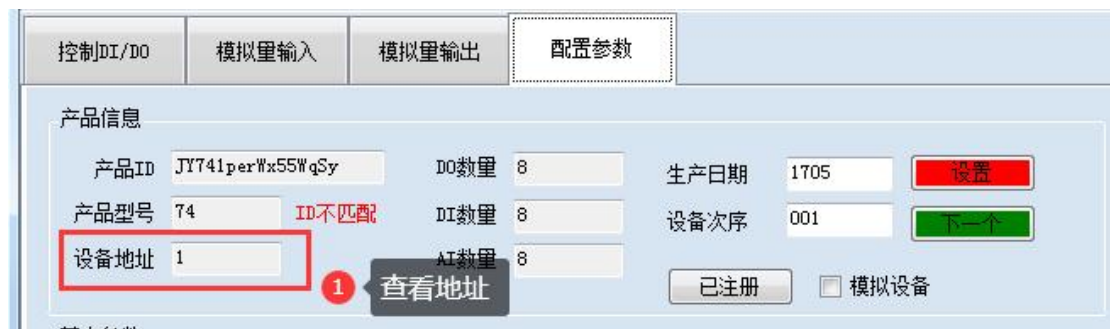 控制DI/DO 模拟量输入 模拟量输出 配置参数
产品信息
产品ID JY741perWx55WqSy DO数量 8 生产日期 1705 设置
产品型号 74 ID不匹配 DI数量 8 设备次序 001 下一个
设备地址 1 AI数量 8
1 查看地址
已注册 模拟设备